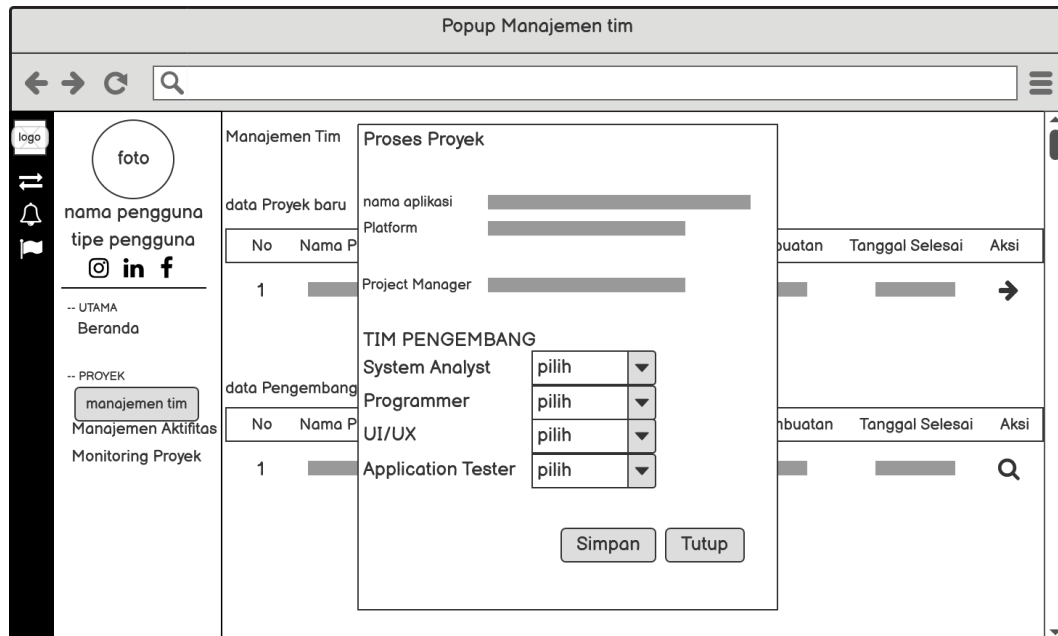 Popup Manajemen tim
logo
foto
nama pengguna
tipe pengguna
-- UTAMA
Beranda
-- PROYEK
manajemen tim
Manajemen Aktifitas
Monitoring Proyek
Manajemen Tim
data Proyek baru
No Nama P buatan Tanggal Selesai Aksi
1
data Pengembang
No Nama P nbuatan Tanggal Selesai Aksi
1
Proses Proyek
nama aplikasi
Platform
Project Manager
TIM PENGEMBANG
System Analyst pilih
Programmer pilih
UI/UX pilih
Application Tester pilih
Simpan Tutup